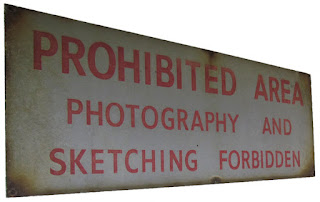 PROHIBITED AREA
PHOTOGRAPHY AND
SKETCHING FORBIDDEN